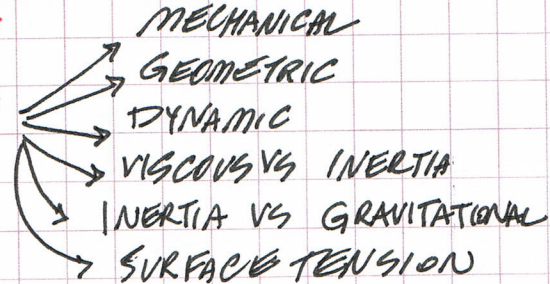 MECHANICAL
GEOMETRIC
DYNAMIC
VISCOUS VS INERTIA
INERTIA VS GRAVITATIONAL
SURFACE TENSION